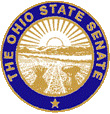 THE OHIO STATE SENATE